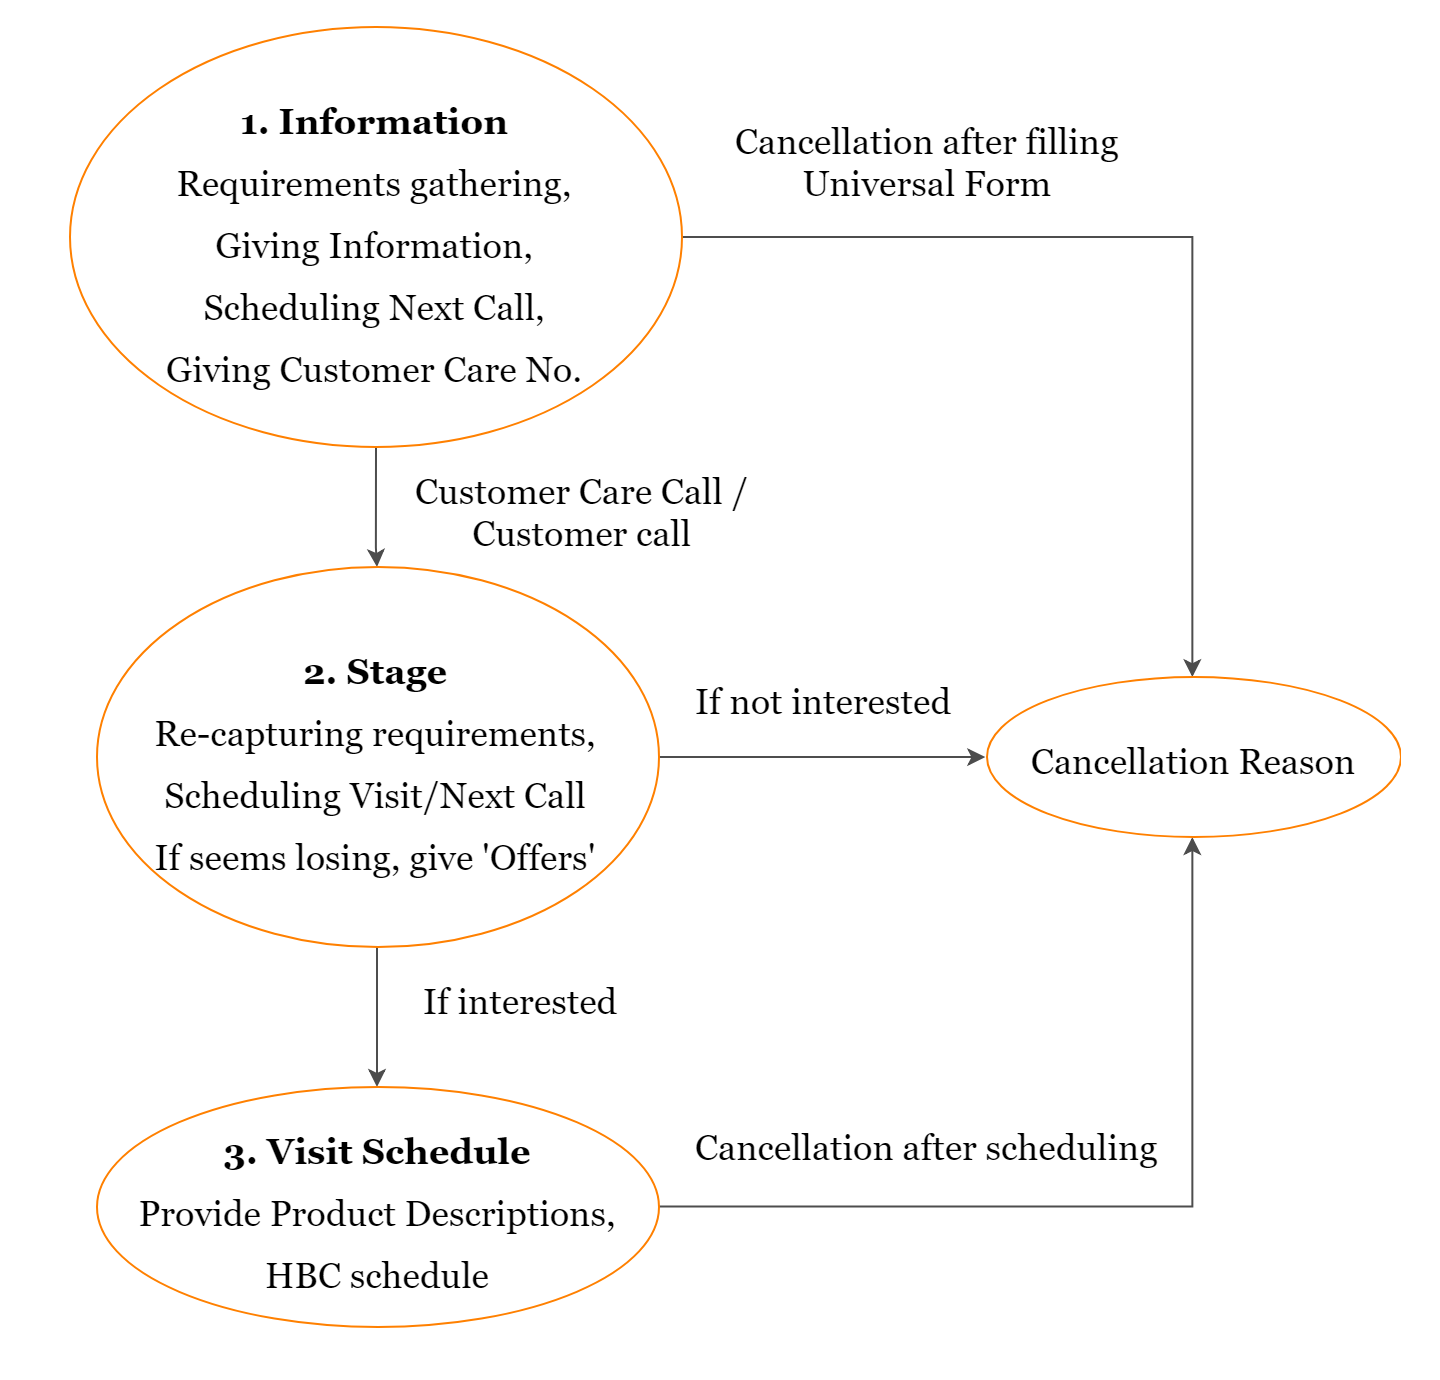 1. Information
Requirements gathering,
Giving Information,
Scheduling Next Call,
Giving Customer Care No.
Cancellation after filling
Universal Form
Customer Care Call /
Customer call
2. Stage
Re-capturing requirements,
Scheduling Visit/Next Call
If seems losing, give 'Offers'
If not interested
Cancellation Reason
If interested
3. Visit Schedule
Provide Product Descriptions,
HBC schedule
Cancellation after scheduling